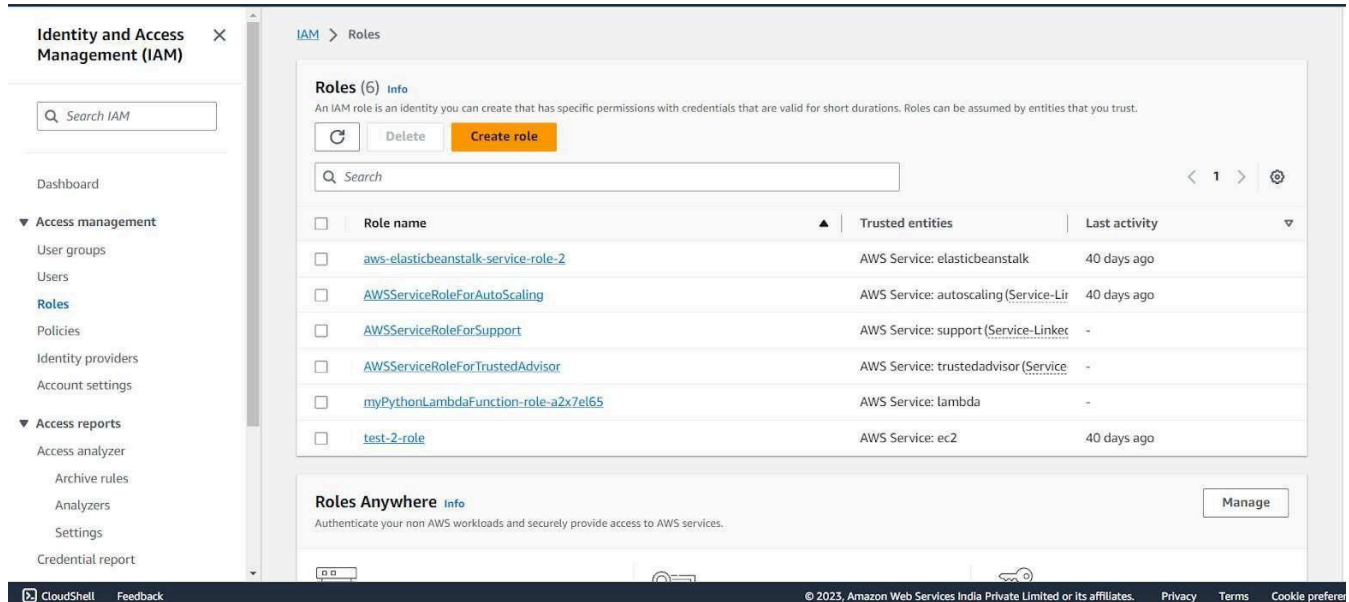 Identity and Access
Management (IAM)
Search IAM
Dashboard
Access management
User groups
Users
Roles
Policies
Identity providers
Account settings
Access reports
Access analyzer
Archive rules
Analyzers
Settings
Credential report
IAM > Roles
Roles (6) Info
An IAM role is an identity you can create that has specific permissions with credentials that are valid for short durations. Roles can be assumed by entities that you trust.
Delete Create role
Search
< 1 >
Role name Trusted entities Last activity
aws-elasticbeanstalk-service-role-2 AWS Service: elasticbeanstalk 40 days ago
AWSServiceRoleForAutoScaling AWS Service: autoscaling (Service-Lin 40 days ago
AWSServiceRoleForSupport AWS Service: support (Service-Linked -
AWSServiceRoleForTrustedAdvisor AWS Service: trustedadvisor (Service -
myPythonLambdaFunction-role-a2x7el65 AWS Service: lambda -
test-2-role AWS Service: ec2 40 days ago
Roles Anywhere Info
Manage
Authenticate your non AWS workloads and securely provide access to AWS services.
CloudShell Feedback © 2023, Amazon Web Services India Private Limited or its affiliates. Privacy Terms Cookie preferen